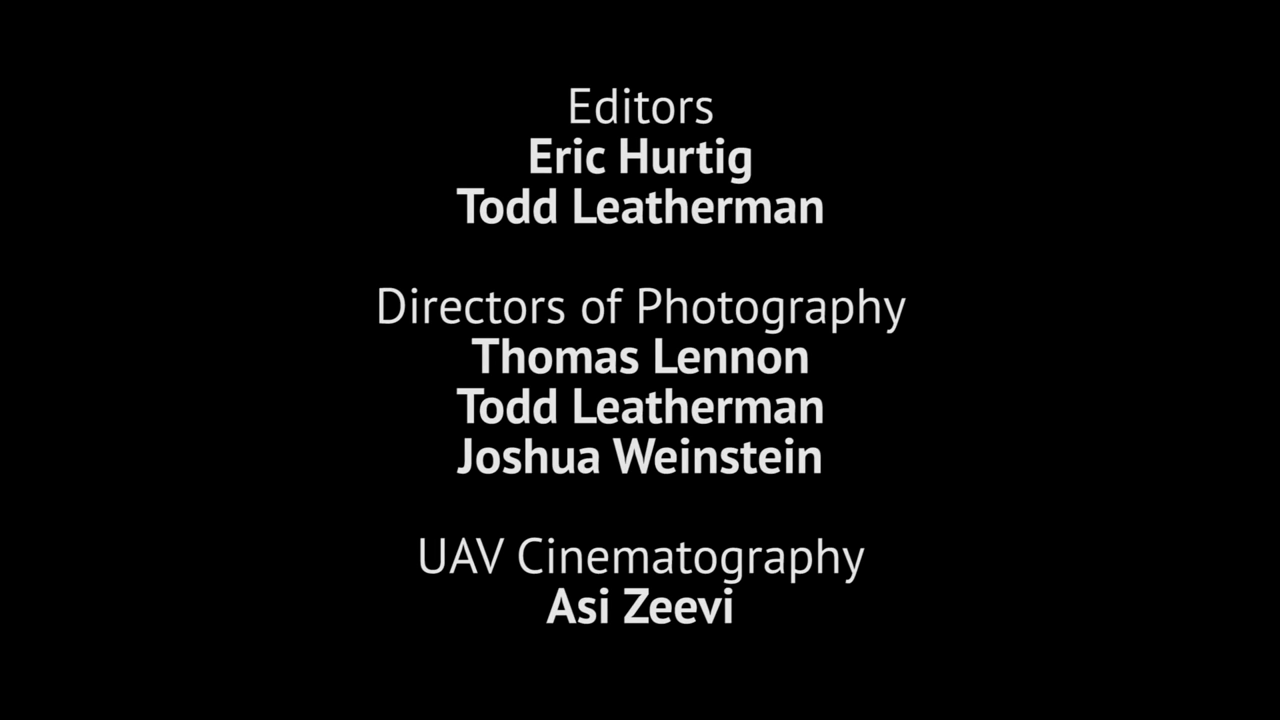 Editors
Eric Hurtig
Todd Leatherman
Directors of Photography
Thomas Lennon
Todd Leatherman
Joshua Weinstein
UAV Cinematography
Asi Zeevi